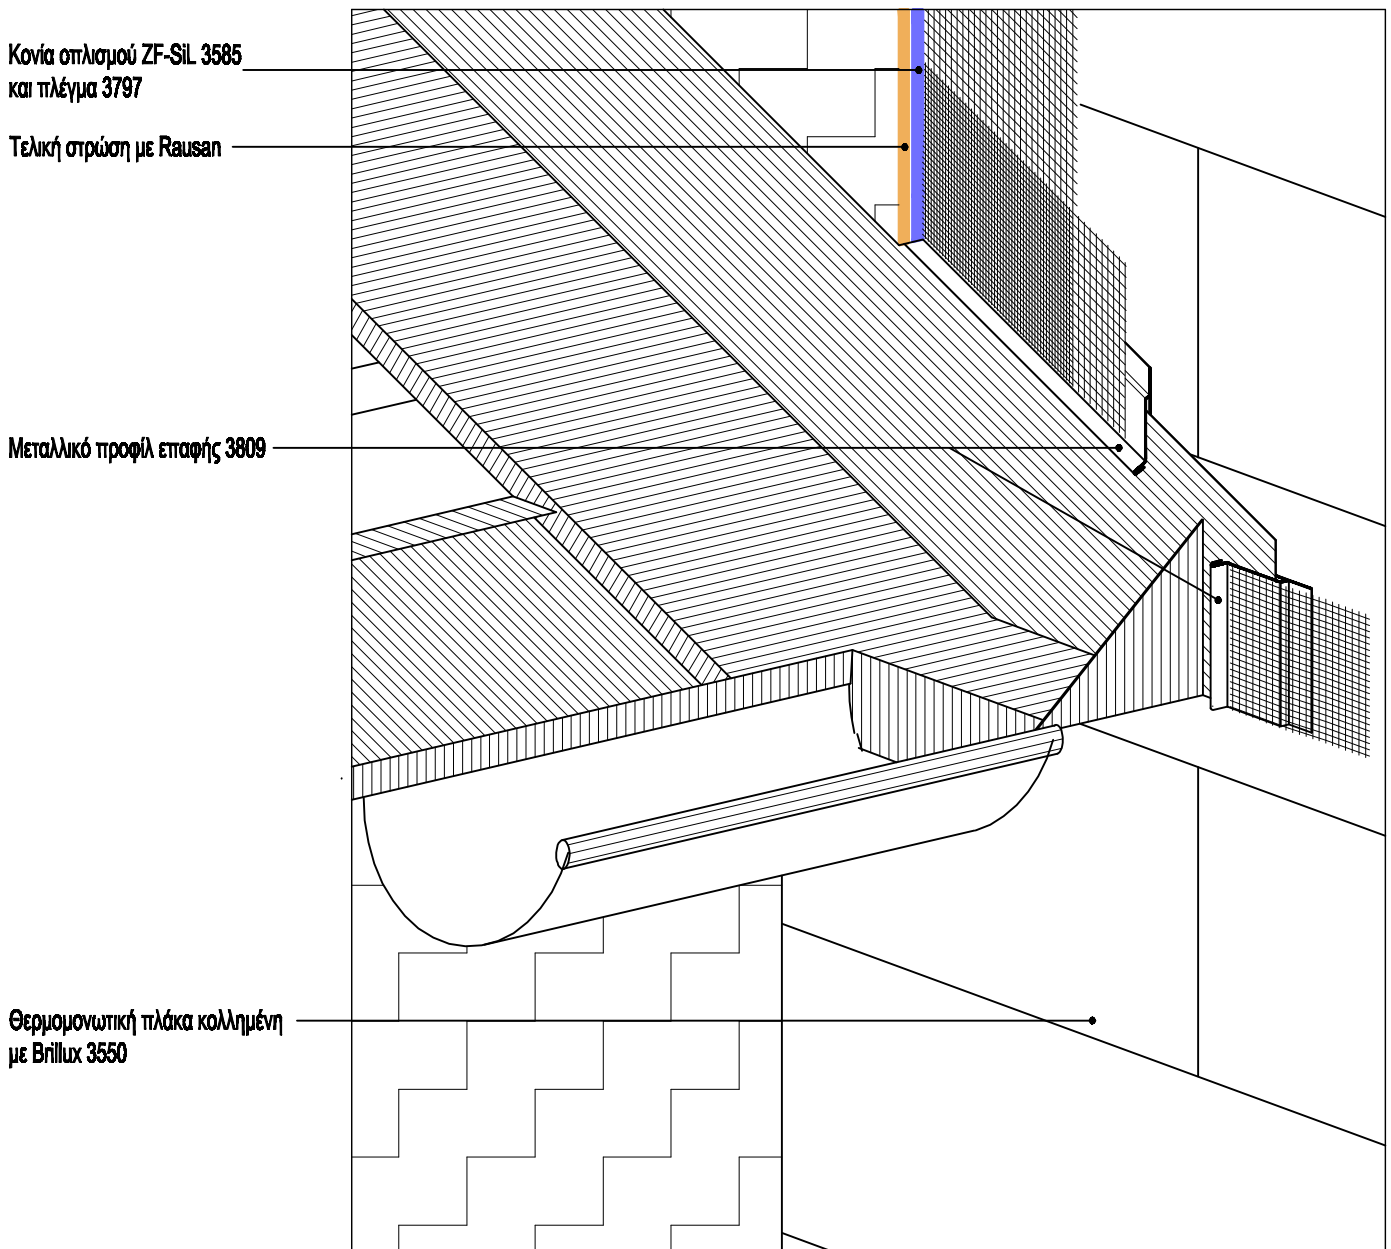 Κονία οπλισμού ZF-SiL 3585
και πλέγμα 3797
Τελική στρώση με Rausan
Μεταλλικό προφίλ επαφής 3809
Θερμομονωτική πλάκα κολλημένη
με Brillux 3550